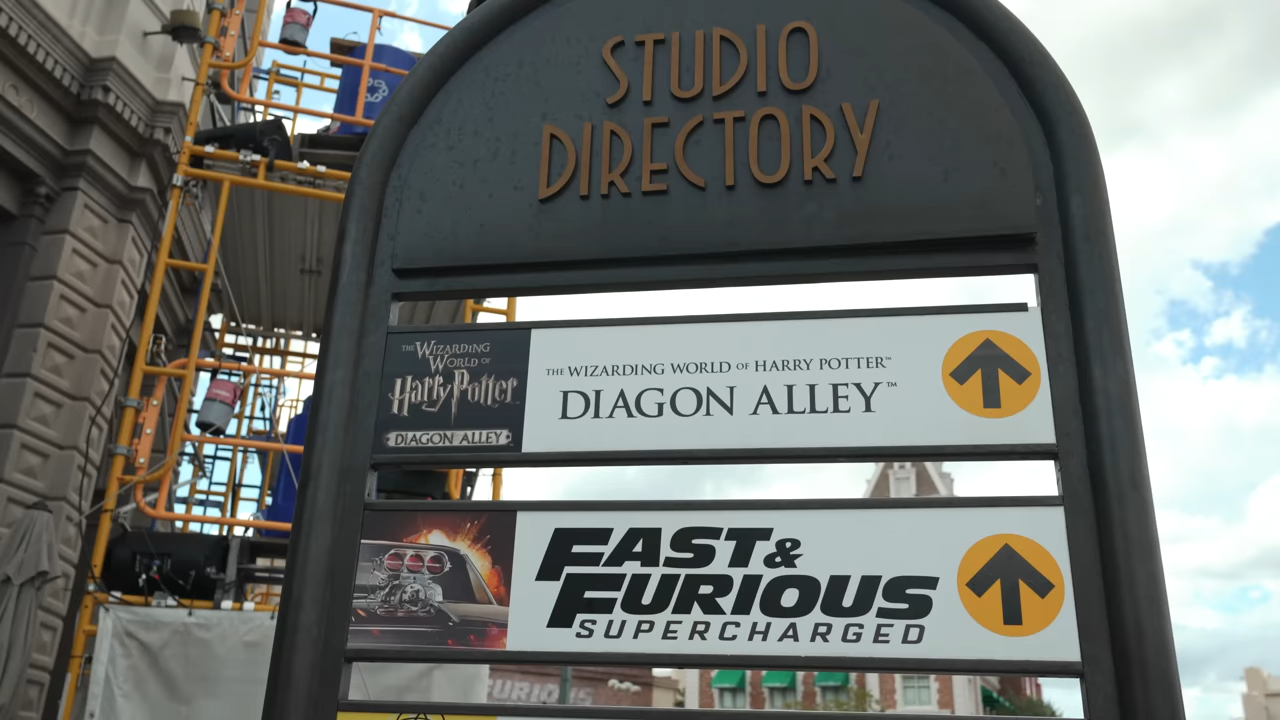 STUDIO
DIRECTORY
THE WIZARDING
WORLD OF
Harry Potter
DIAGON ALLEY
THE WIZARDING WORLD OF HARRY POTTER™
DIAGON ALLEY™
FAST &
FURIOUS
SUPERCHARGED
FURIOUS